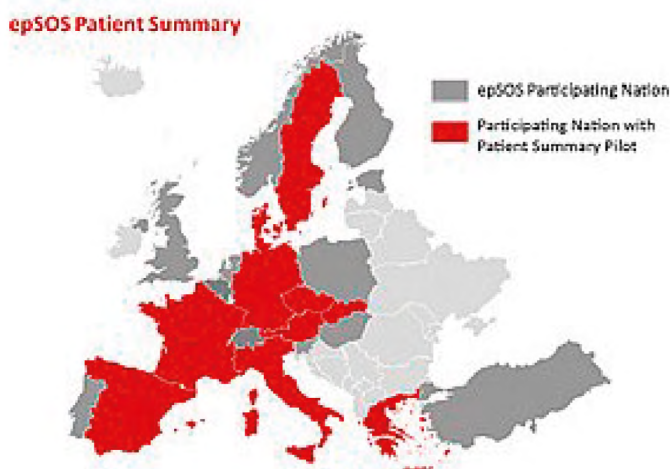 epSOS Patient Summary
epSOS Participating Nation
Participating Nation with
Patient Summary Pilot